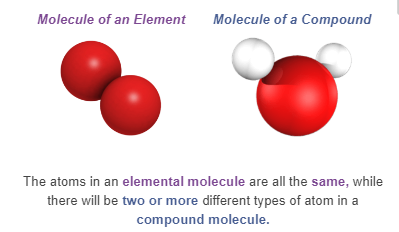 Molecule of an Element
Molecule of a Compound
The atoms in an elemental molecule are all the same, while
there will be two or more different types of atom in a
compound molecule.